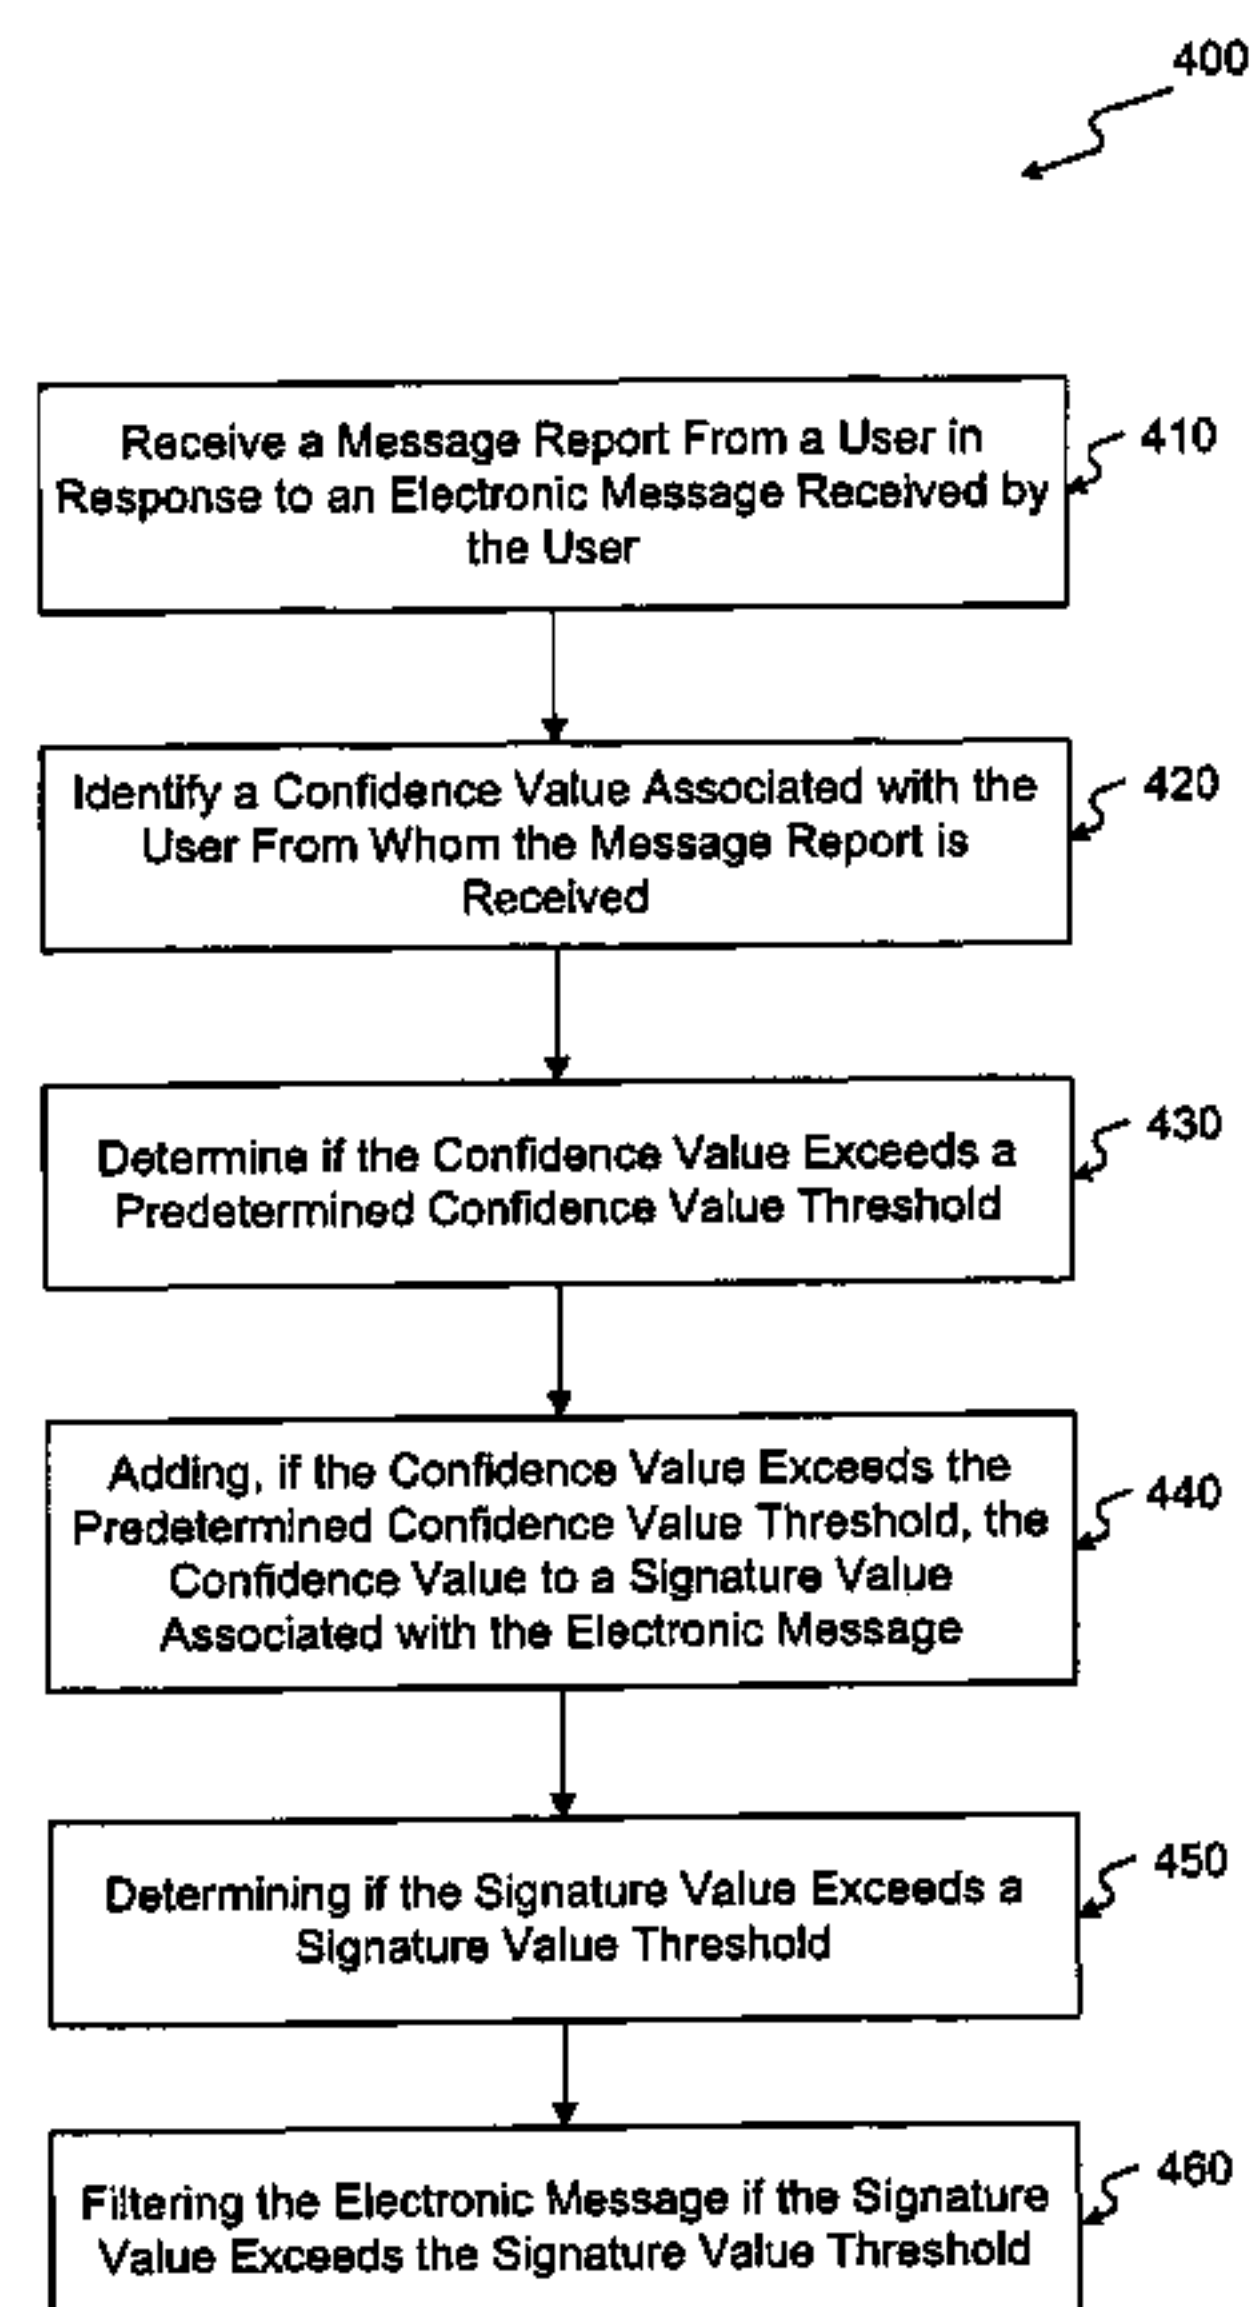 400
Receive a Message Report From a User in
Response to an Electronic Message Received by
the User
410
Identify a Confidence Value Associated with the
User From Whom the Message Report is
Received
420
Determine if the Confidence Value Exceeds a
Predetermined Confidence Value Threshold
430
Adding, if the Confidence Value Exceeds the
Predetermined Confidence Value Threshold, the
Confidence Value to a Signature Value
Associated with the Electronic Message
440
Determining if the Signature Value Exceeds a
Signature Value Threshold
450
Filtering the Electronic Message if the Signature
Value Exceeds the Signature Value Threshold
460